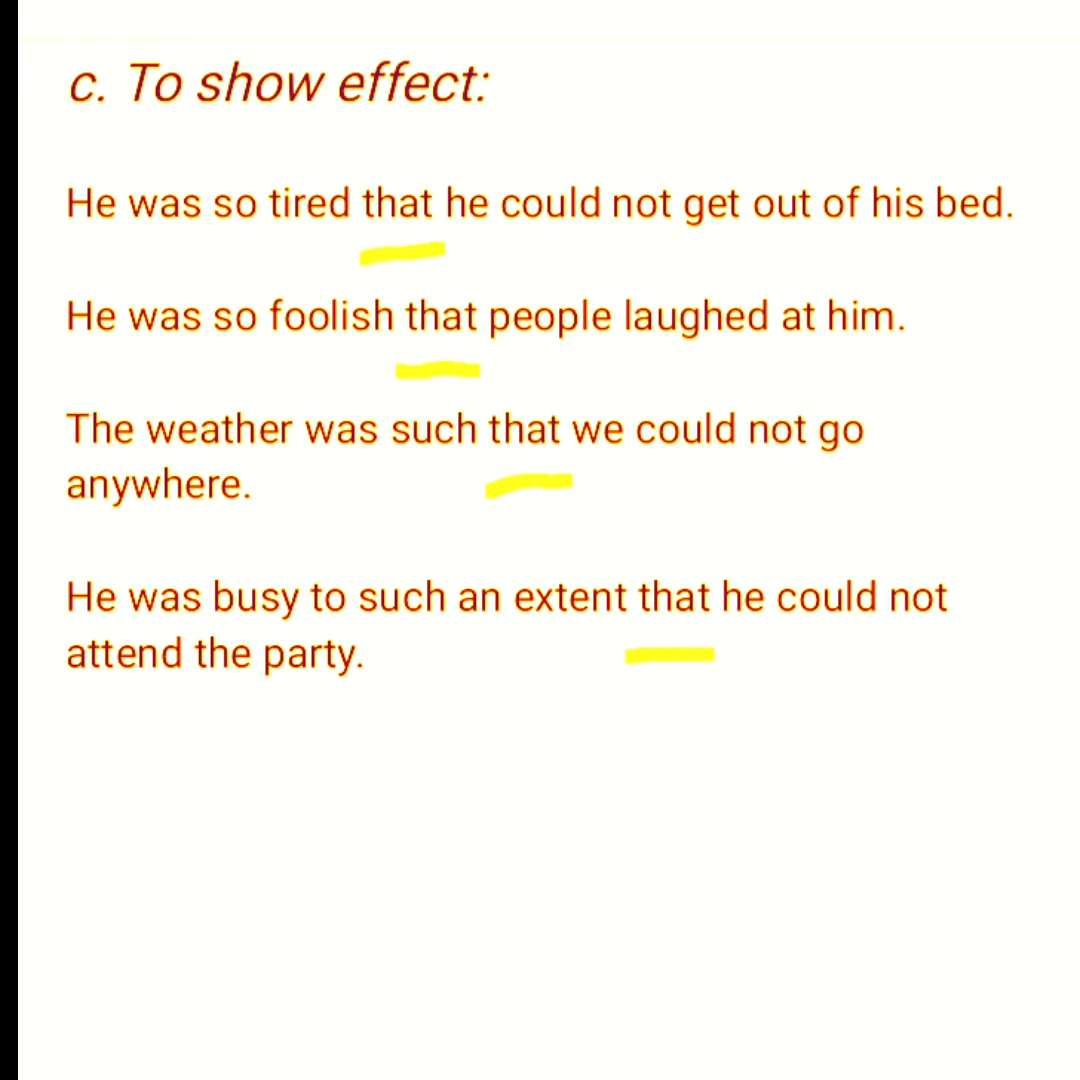 c. To show effect:
He was so tired that he could not get out of his bed.
He was so foolish that people laughed at him.
The weather was such that we could not go
anywhere.
He was busy to such an extent that he could not
attend the party.